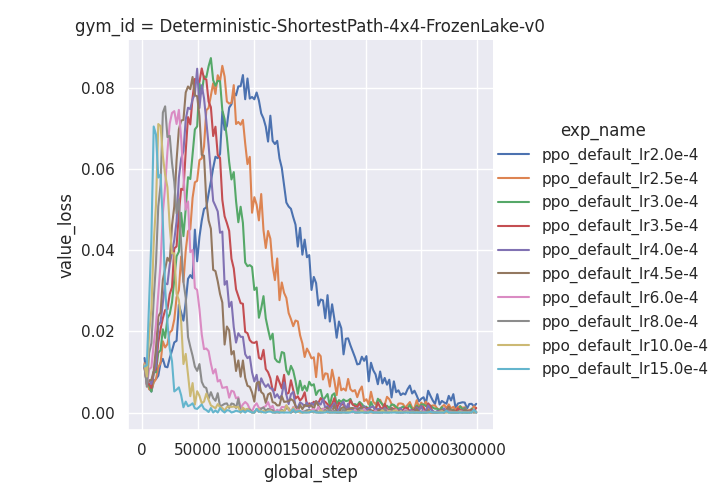 gym_id = Deterministic-ShortestPath-4x4-FrozenLake-v0
0.08
0.06
0.04
0.02
0.00
value_loss
0 50000 100000 150000 200000 250000 300000
global_step
exp_name
ppo_default_lr2.0e-4
ppo_default_lr2.5e-4
ppo_default_lr3.0e-4
ppo_default_lr3.5e-4
ppo_default_lr4.0e-4
ppo_default_lr4.5e-4
ppo_default_lr6.0e-4
ppo_default_lr8.0e-4
ppo_default_lr10.0e-4
ppo_default_lr15.0e-4